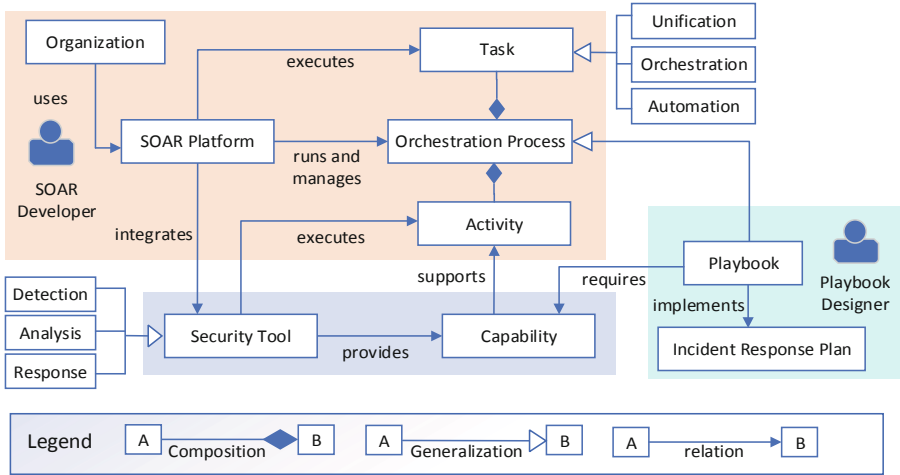 Organization
Task
Unification
Orchestration
Automation
executes
uses
SOAR Platform
Orchestration Process
runs and
manages
SOAR
Developer
integrates
executes
Activity
supports
requires
Playbook
implements
Playbook
Designer
Detection
Analysis
Response
Security Tool
provides
Capability
Incident Response Plan
Legend
A
Composition
B
A
Generalization
B
A
relation
B